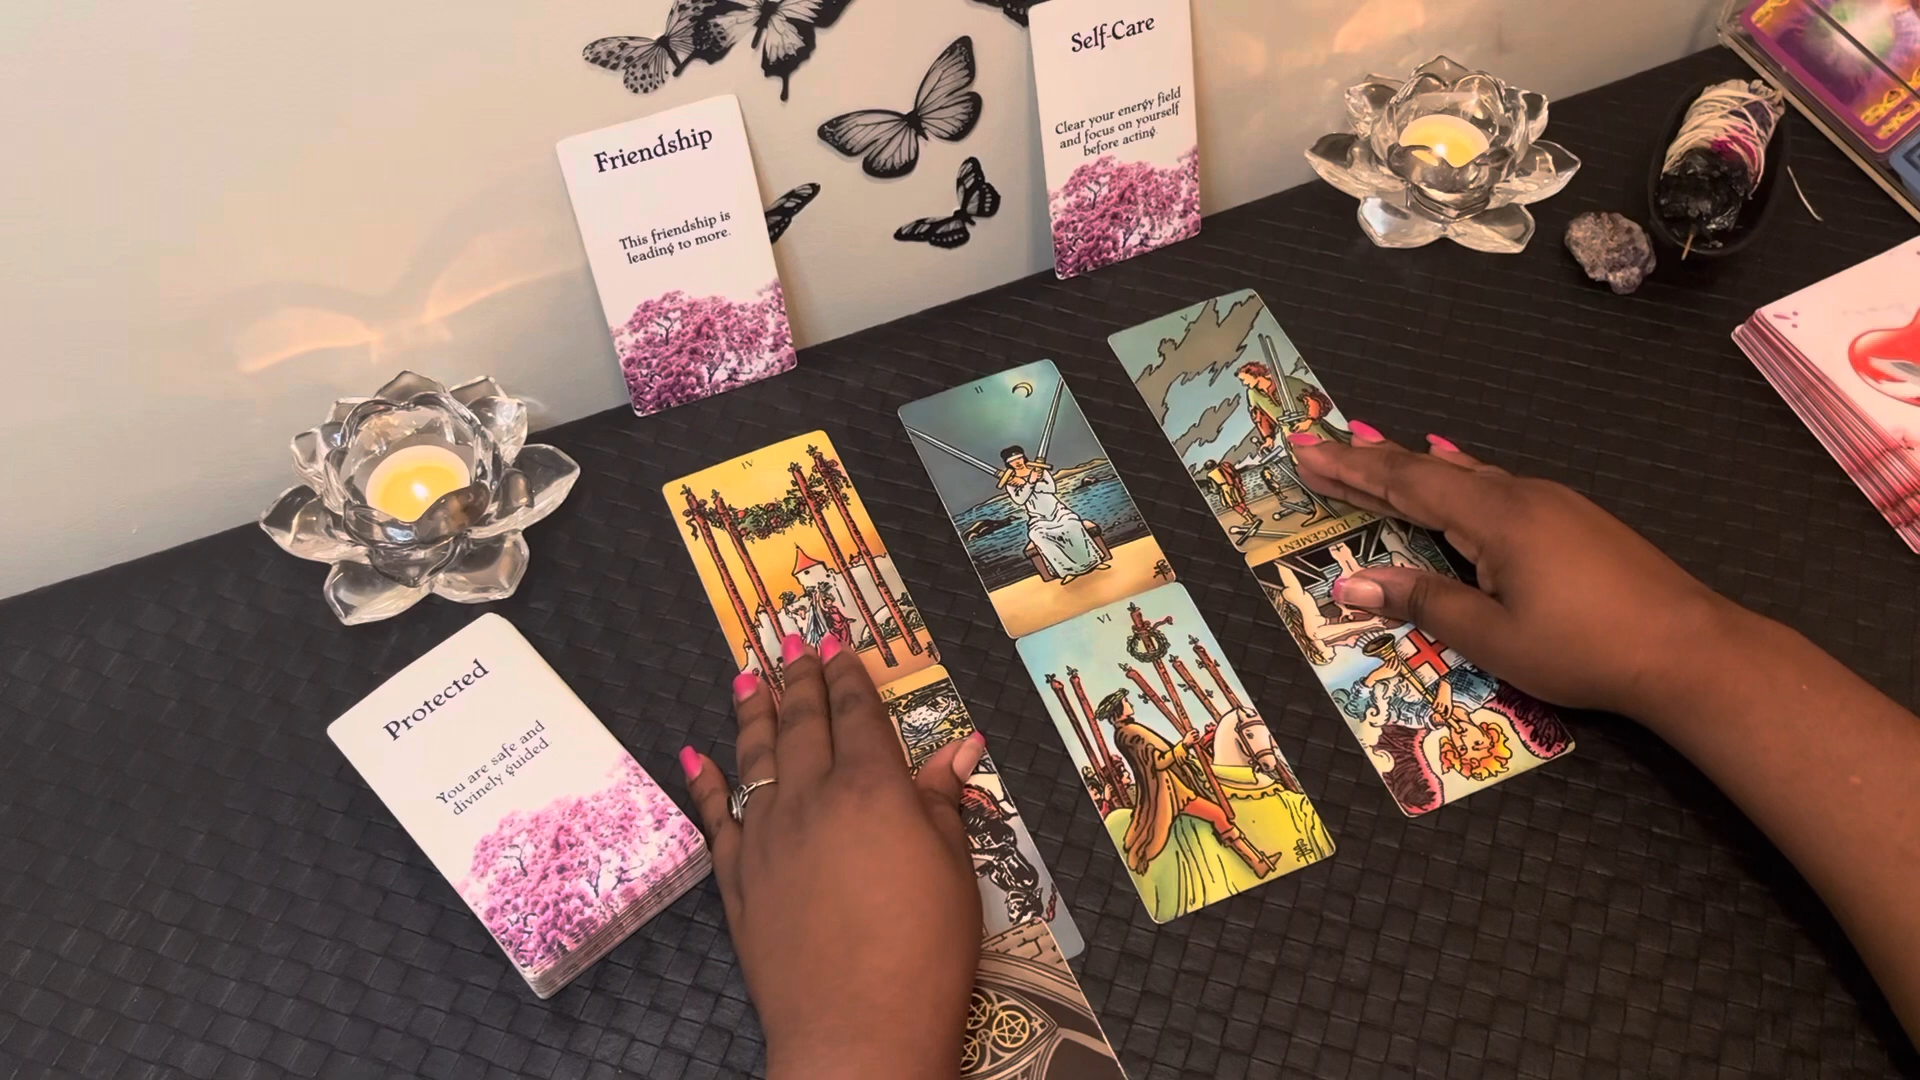 Friendship
This friendship is
leading to more.
Self-Care
Clear your energy field
and focus on yourself
before acting.
Protected
You are safe and
divinely guided.
IV
II
V
VI
JUDGEMENT